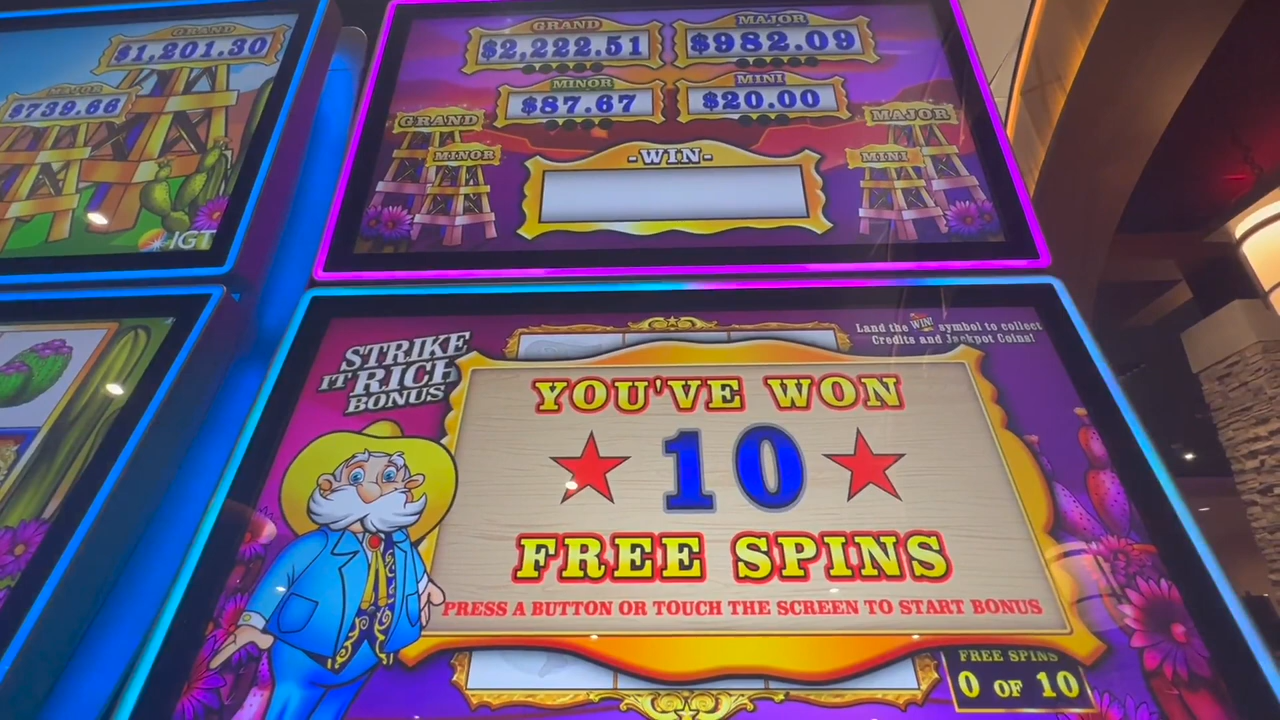 GRAND
$1,201.30
MAJOR
$739.66
IGT
GRAND
$2,222.51
MAJOR
$982.09
MINOR
$87.67
MINI
$20.00
GRAND
MINOR
MAJOR
MINI
-WIN-
STRIKE
IT RICH
BONUS
Land the WIN! symbol to collect
Credits and Jackpot Coins!
YOU'VE WON
10
FREE SPINS
PRESS A BUTTON OR TOUCH THE SCREEN TO START BONUS
FREE SPINS
0 OF 10